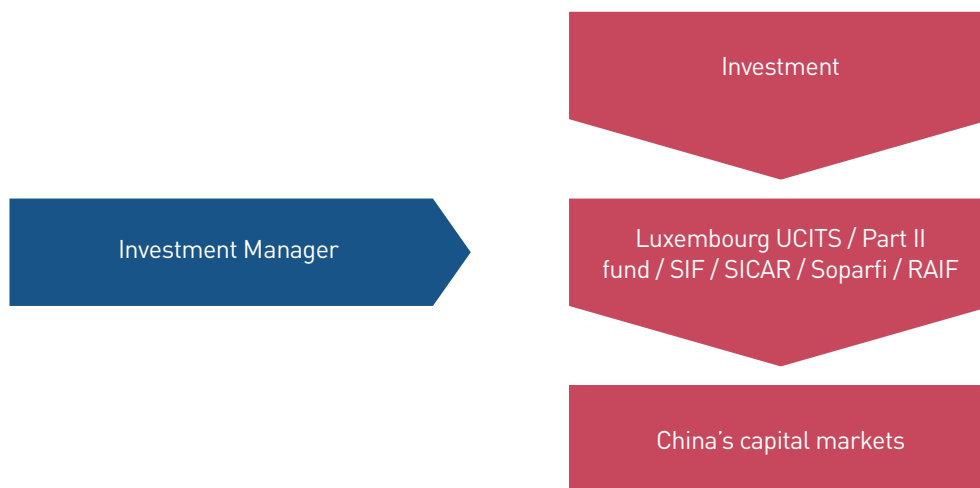 Investment
Investment Manager
Luxembourg UCITS / Part II
fund / SIF / SICAR / Soparfi / RAIF
China’s capital markets